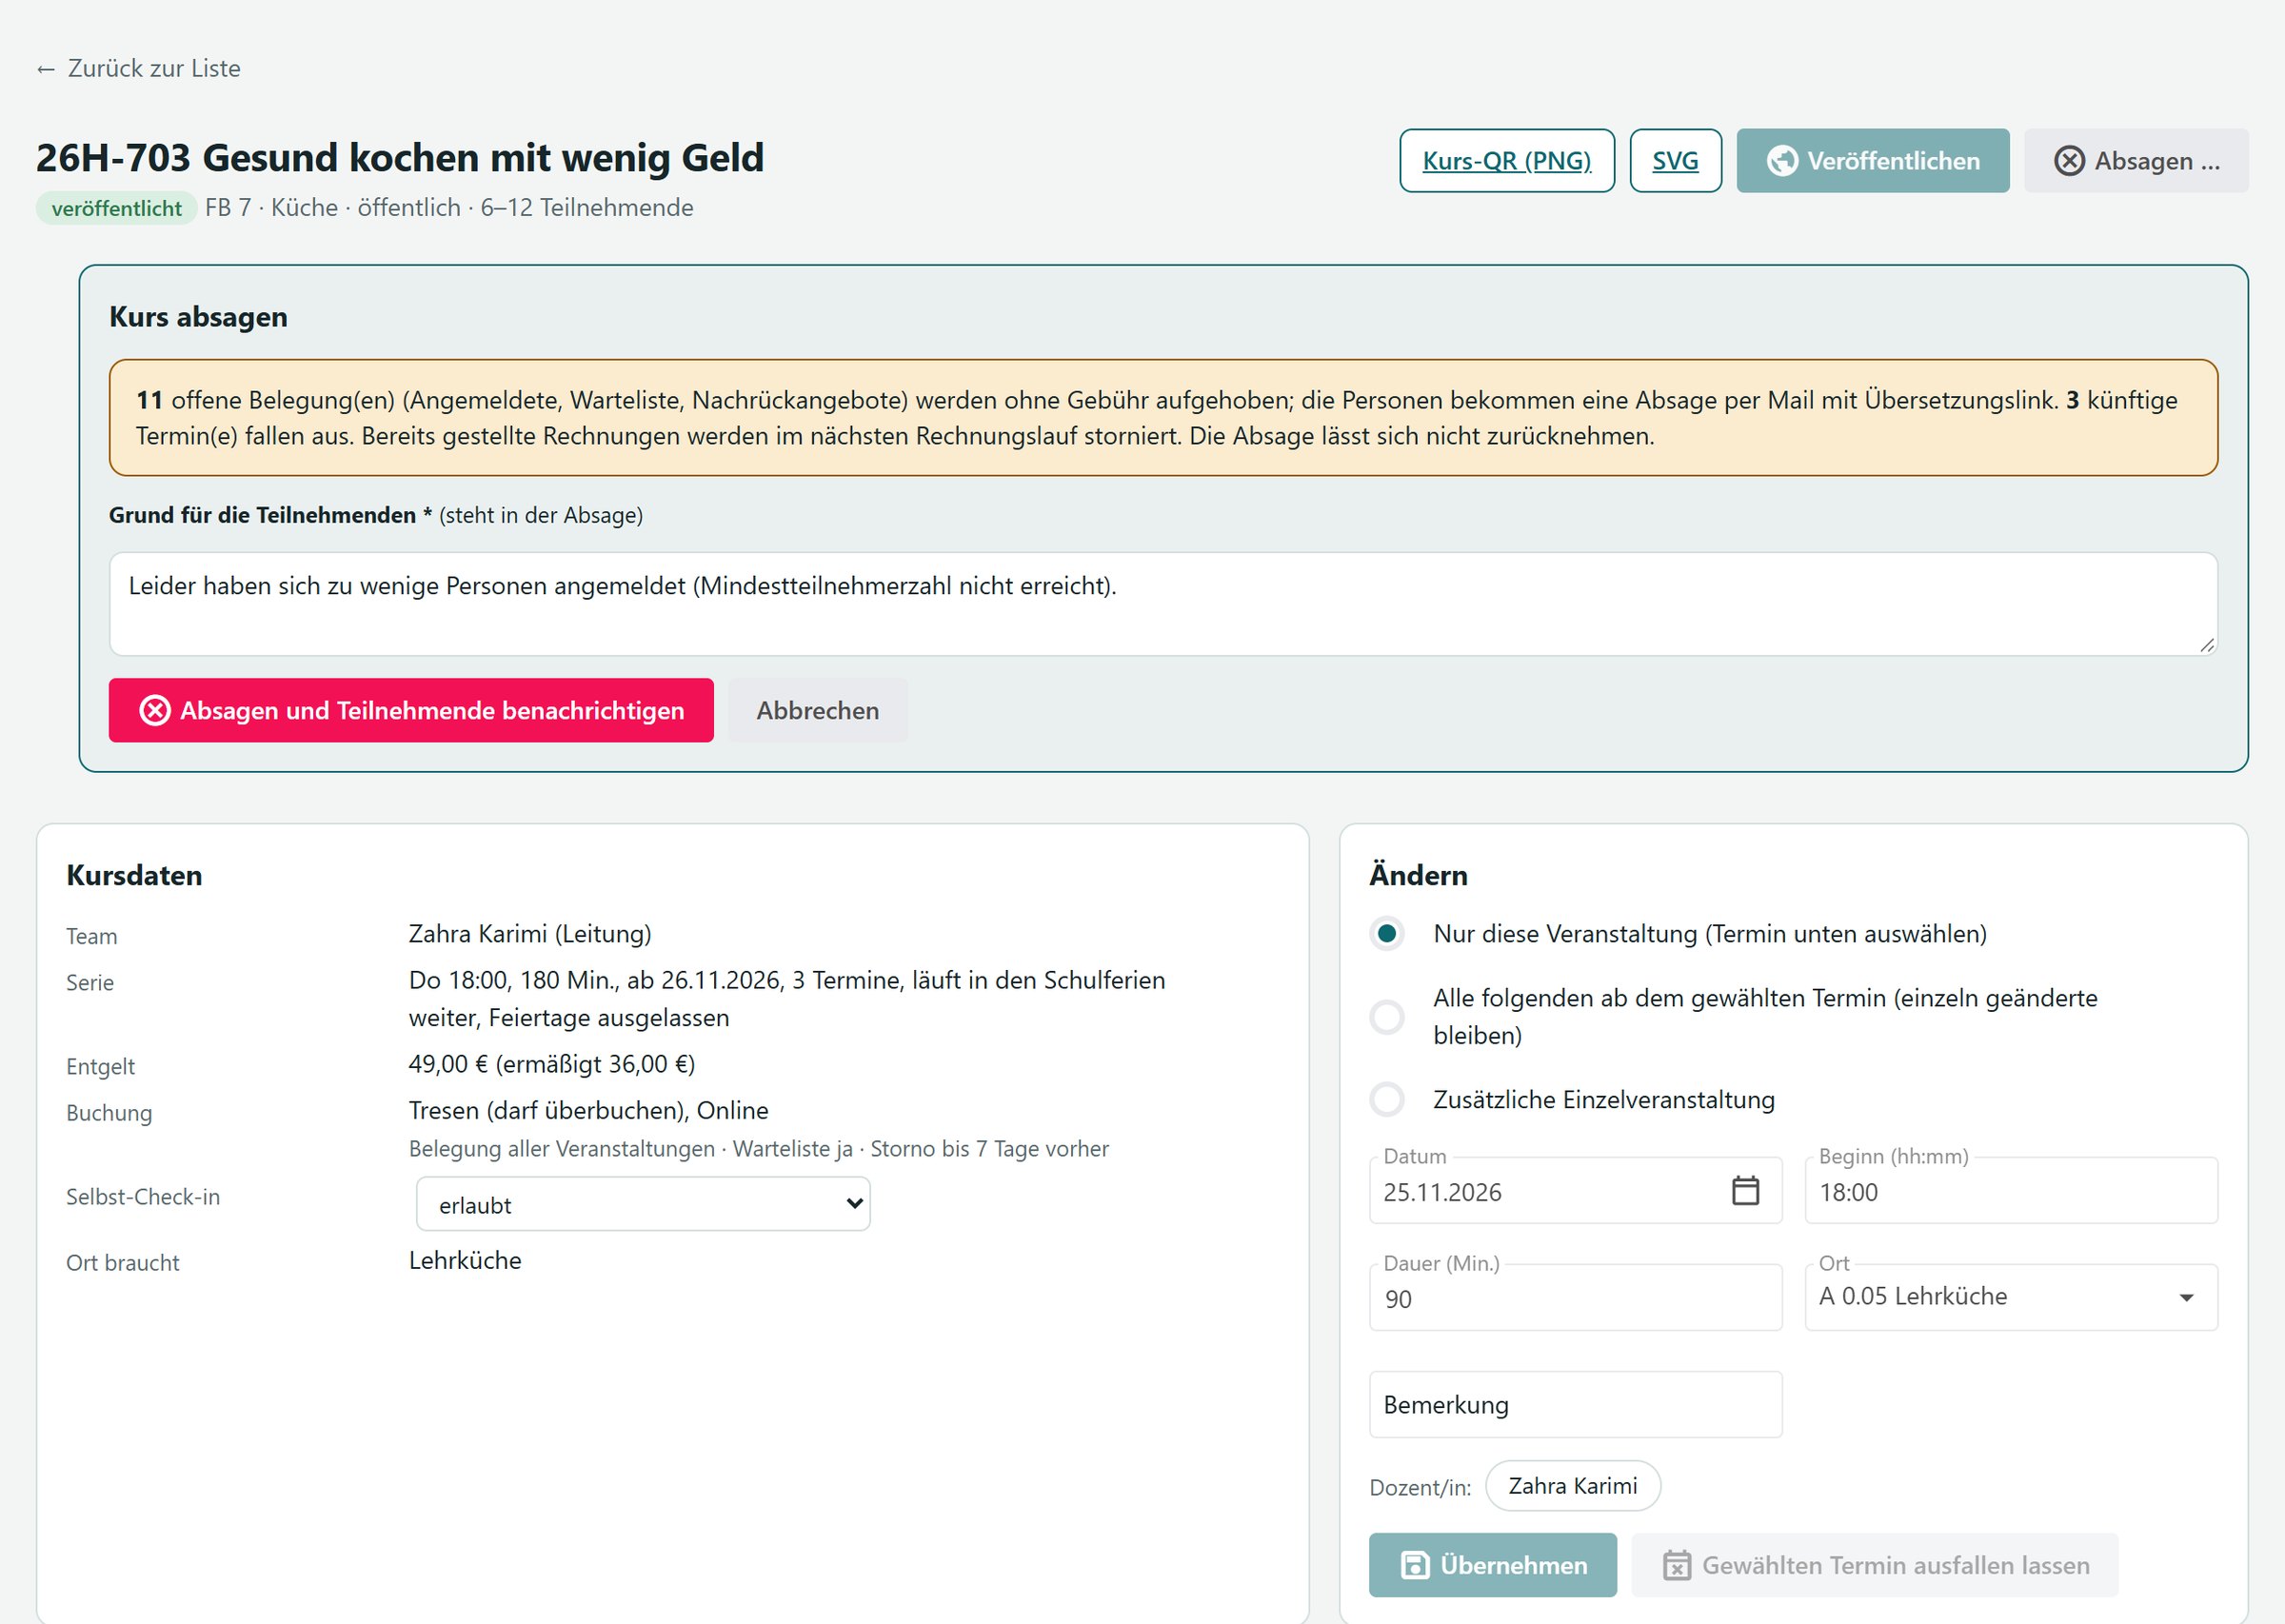 ← Zurück zur Liste
26H-703 Gesund kochen mit wenig Geld
veröffentlicht FB 7 · Küche · öffentlich · 6–12 Teilnehmende
Kurs-QR (PNG)
SVG
Veröffentlichen
Absagen ...
Kurs absagen
11 offene Belegung(en) (Angemeldete, Warteliste, Nachrückangebote) werden ohne Gebühr aufgehoben; die Personen bekommen eine Absage per Mail mit Übersetzungslink. 3 künftige
Termin(e) fallen aus. Bereits gestellte Rechnungen werden im nächsten Rechnungslauf storniert. Die Absage lässt sich nicht zurücknehmen.
Grund für die Teilnehmenden * (steht in der Absage)
Leider haben sich zu wenige Personen angemeldet (Mindestteilnehmerzahl nicht erreicht).
Absagen und Teilnehmende benachrichtigen
Abbrechen
Kursdaten
Team
Zahra Karimi (Leitung)
Serie
Do 18:00, 180 Min., ab 26.11.2026, 3 Termine, läuft in den Schulferien
weiter, Feiertage ausgelassen
Entgelt
49,00 € (ermäßigt 36,00 €)
Buchung
Tresen (darf überbuchen), Online
Belegung aller Veranstaltungen · Warteliste ja · Storno bis 7 Tage vorher
Selbst-Check-in
erlaubt
Ort braucht
Lehrküche
Ändern
Nur diese Veranstaltung (Termin unten auswählen)
Alle folgenden ab dem gewählten Termin (einzeln geänderte
bleiben)
Zusätzliche Einzelveranstaltung
Datum
25.11.2026
Beginn (hh:mm)
18:00
Dauer (Min.)
90
Ort
A 0.05 Lehrküche
Bemerkung
Dozent/in:
Zahra Karimi
Übernehmen
Gewählten Termin ausfallen lassen